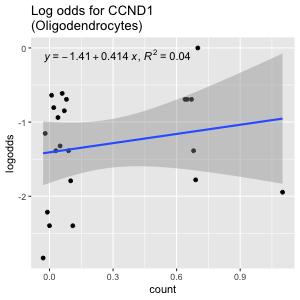 Log odds for CCND1
(Oligodendrocytes)
y = −1.41 + 0.414 x, R² = 0.04
0
-1
-2
logodds
0.0 0.3 0.6 0.9
count